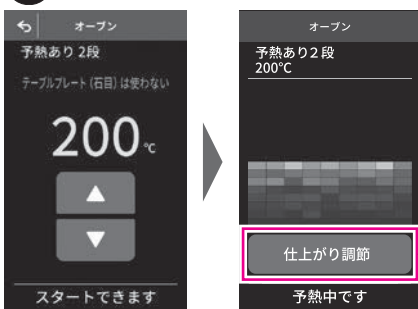 オーブン
予熱あり 2段
テーブルプレート(石目)は使わない
200℃
スタートできます
オーブン
予熱あり2段
200℃
仕上がり調節
予熱中です